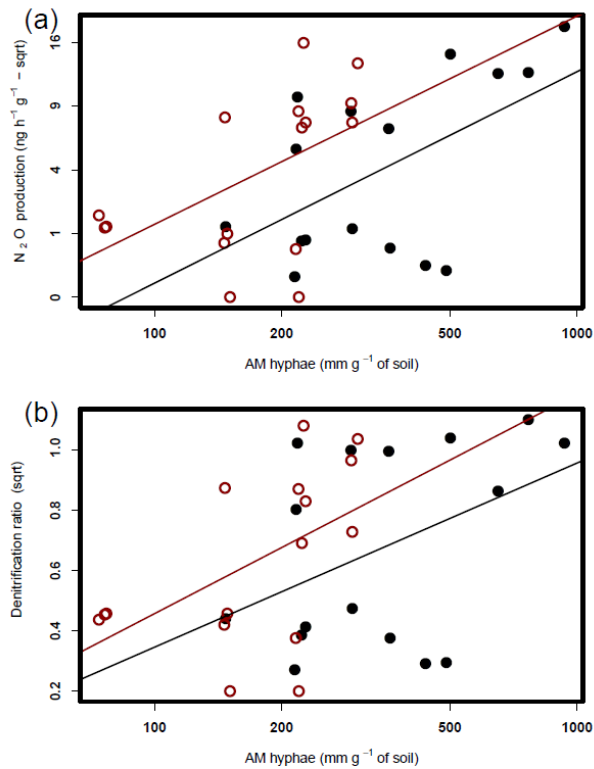 (a)
N₂O production (ng h⁻¹ g⁻¹ − sqrt)
16
9
4
1
0
100 200 500 1000
AM hyphae (mm g⁻¹ of soil)
(b)
Denitrification ratio (sqrt)
1.0
0.8
0.6
0.4
0.2
100 200 500 1000
AM hyphae (mm g⁻¹ of soil)